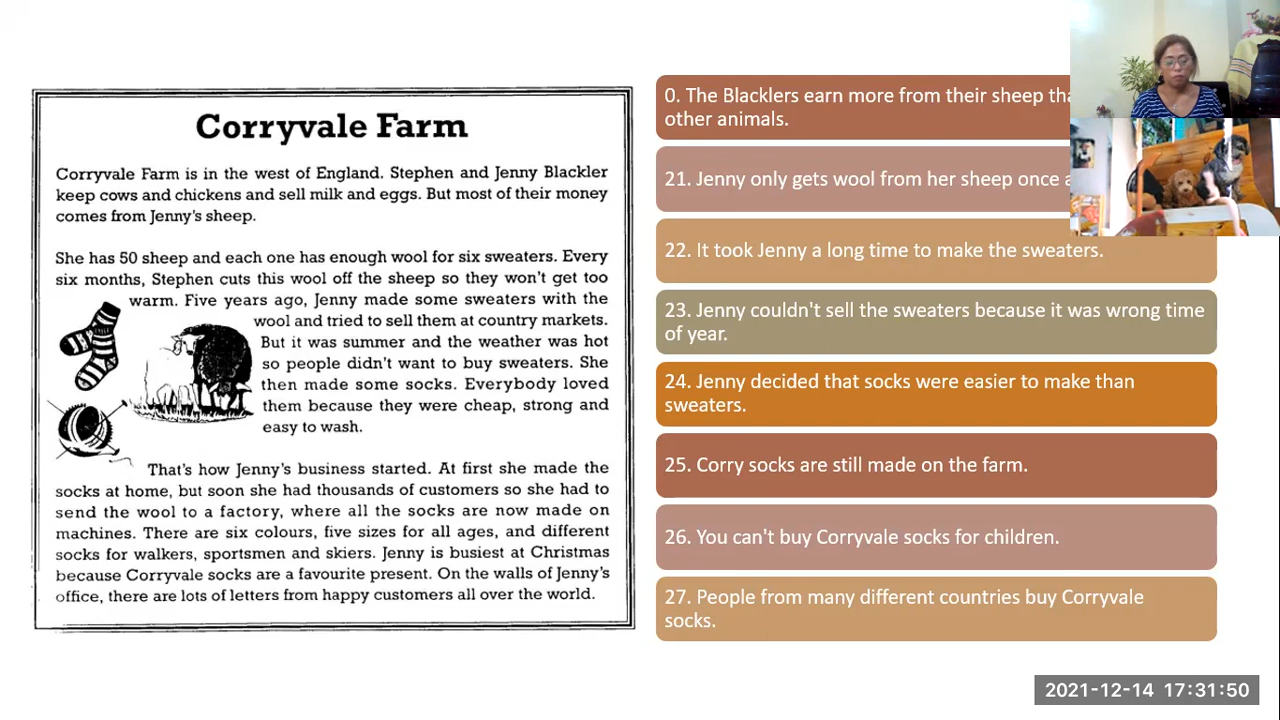 Corryvale Farm
Corryvale Farm is in the west of England. Stephen and Jenny Blackler
keep cows and chickens and sell milk and eggs. But most of their money
comes from Jenny's sheep.
She has 50 sheep and each one has enough wool for six sweaters. Every
six months, Stephen cuts this wool off the sheep so they won't get too
warm. Five years ago, Jenny made some sweaters with the
wool and tried to sell them at country markets.
But it was summer and the weather was hot
so people didn't want to buy sweaters. She
then made some socks. Everybody loved
them because they were cheap, strong and
easy to wash.
That's how Jenny's business started. At first she made the
socks at home, but soon she had thousands of customers so she had to
send the wool to a factory, where all the socks are now made on
machines. There are six colours, five sizes for all ages, and different
socks for walkers, sportsmen and skiers. Jenny is busiest at Christmas
because Corryvale socks are a favourite present. On the walls of Jenny's
office, there are lots of letters from happy customers all over the world.
0. The Blacklers earn more from their sheep
other animals.
21. Jenny only gets wool from her sheep once
22. It took Jenny a long time to make the sweaters.
23. Jenny couldn't sell the sweaters because it was wrong time
of year.
24. Jenny decided that socks were easier to make than
sweaters.
25. Corry socks are still made on the farm.
26. You can't buy Corryvale socks for children.
27. People from many different countries buy Corryvale
socks.
2021-12-14 17:31:50